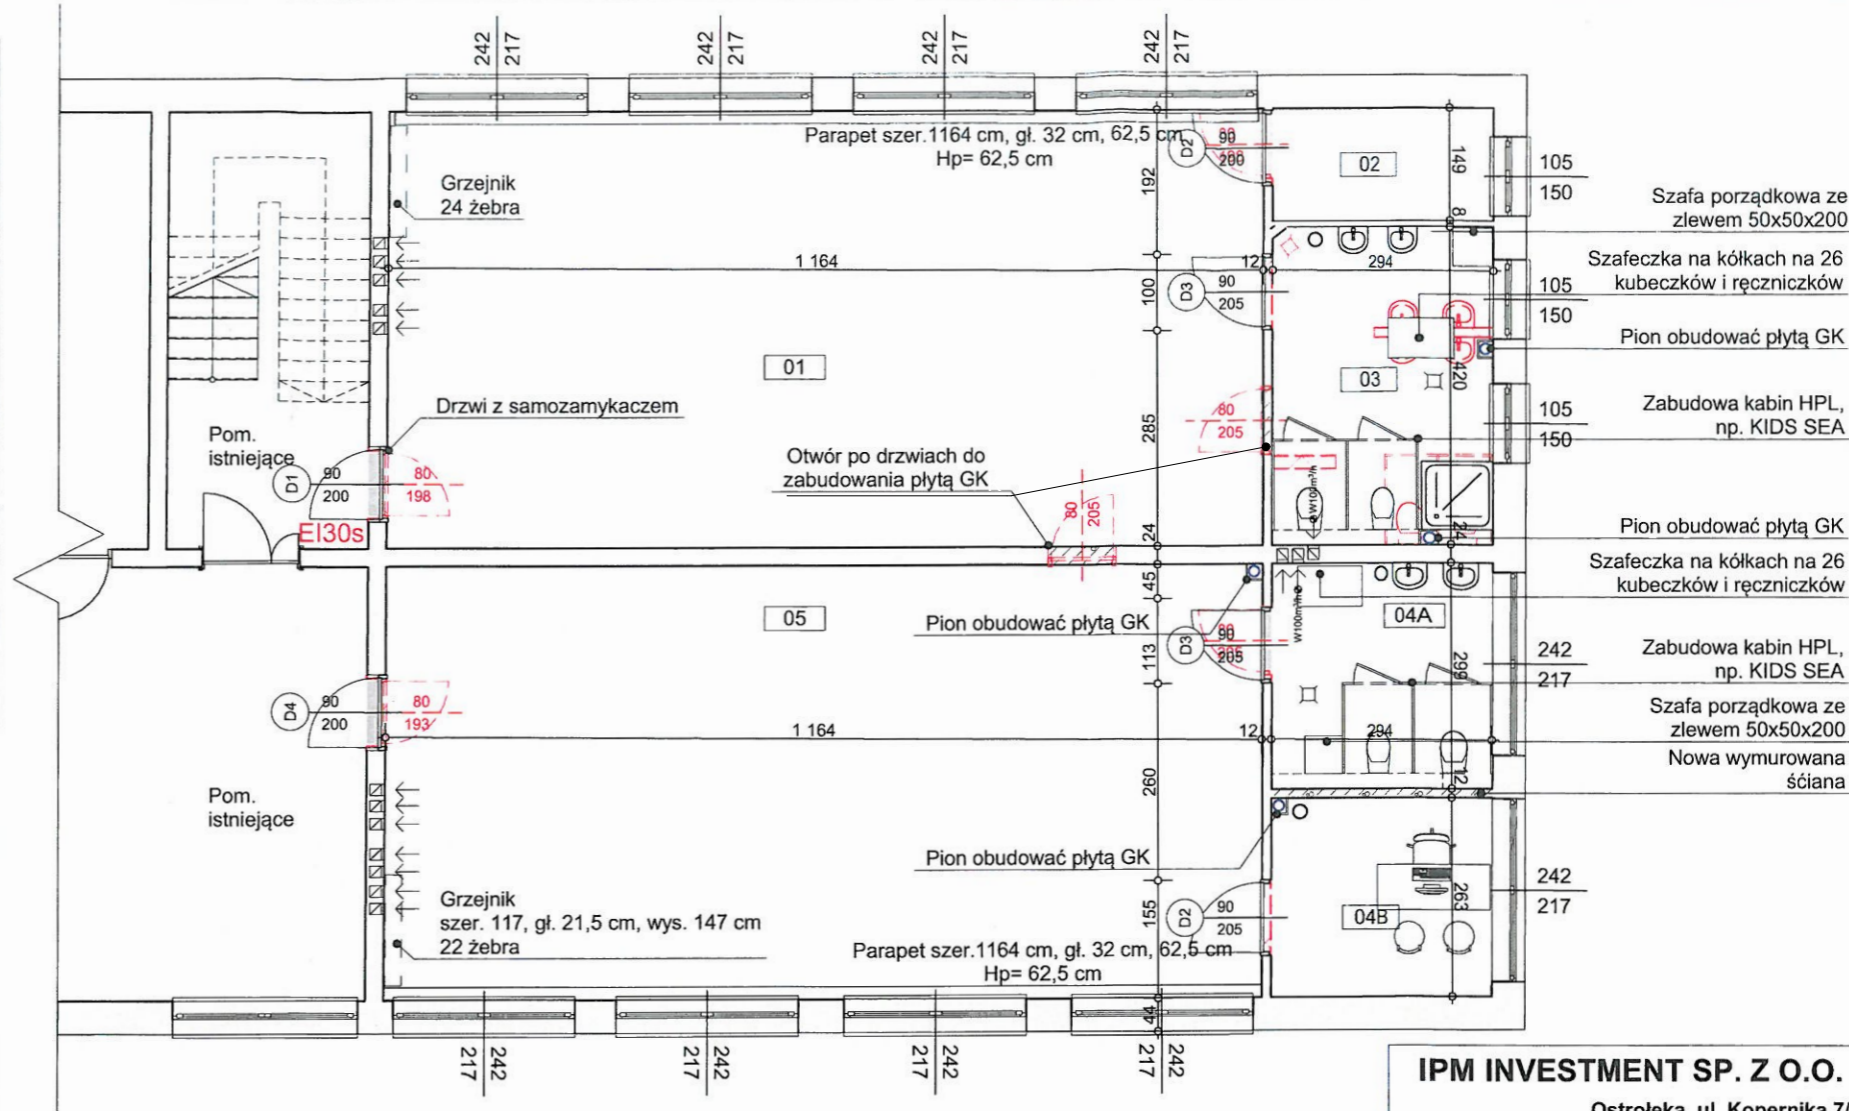 242
217
242
217
242
217
242
217
Parapet szer.1164 cm, gł. 32 cm, 62,5 cm
Hp= 62,5 cm
Grzejnik
24 żebra
192
D2
90
200
02
149
8
105
150
Szafa porządkowa ze
zlewem 50x50x200
Szafeczka na kółkach na 26
kubeczków i ręczniczków
1 164
12
294
100
D3
90
205
105
150
Pion obudować płytą GK
01
03
420
Drzwi z samozamykaczem
Zabudowa kabin HPL,
np. KIDS SEA
80
205
105
150
285
Pom.
istniejące
Otwór po drzwiach do
zabudowania płytą GK
D1
90
200
80
198
EI30s
80
205
W100m³/h
24
24
Pion obudować płytą GK
Szafeczka na kółkach na 26
kubeczków i ręczniczków
45
05
Pion obudować płytą GK
W100m³/h
04A
D3
90
205
113
299
242
217
Zabudowa kabin HPL,
np. KIDS SEA
D4
90
200
80
193
Szafa porządkowa ze
zlewem 50x50x200
1 164
12
294
Nowa wymurowana
śćiana
12
260
Pom.
istniejące
Pion obudować płytą GK
242
217
263
Grzejnik
szer. 117, gł. 21,5 cm, wys. 147 cm
22 żebra
155
D2
90
205
04B
Parapet szer.1164 cm, gł. 32 cm, 62,5 cm
Hp= 62,5 cm
44
217
242
217
242
217
242
217
242
IPM INVESTMENT SP. Z O.O.
Ostrołęka, ul. Kopernika 7/